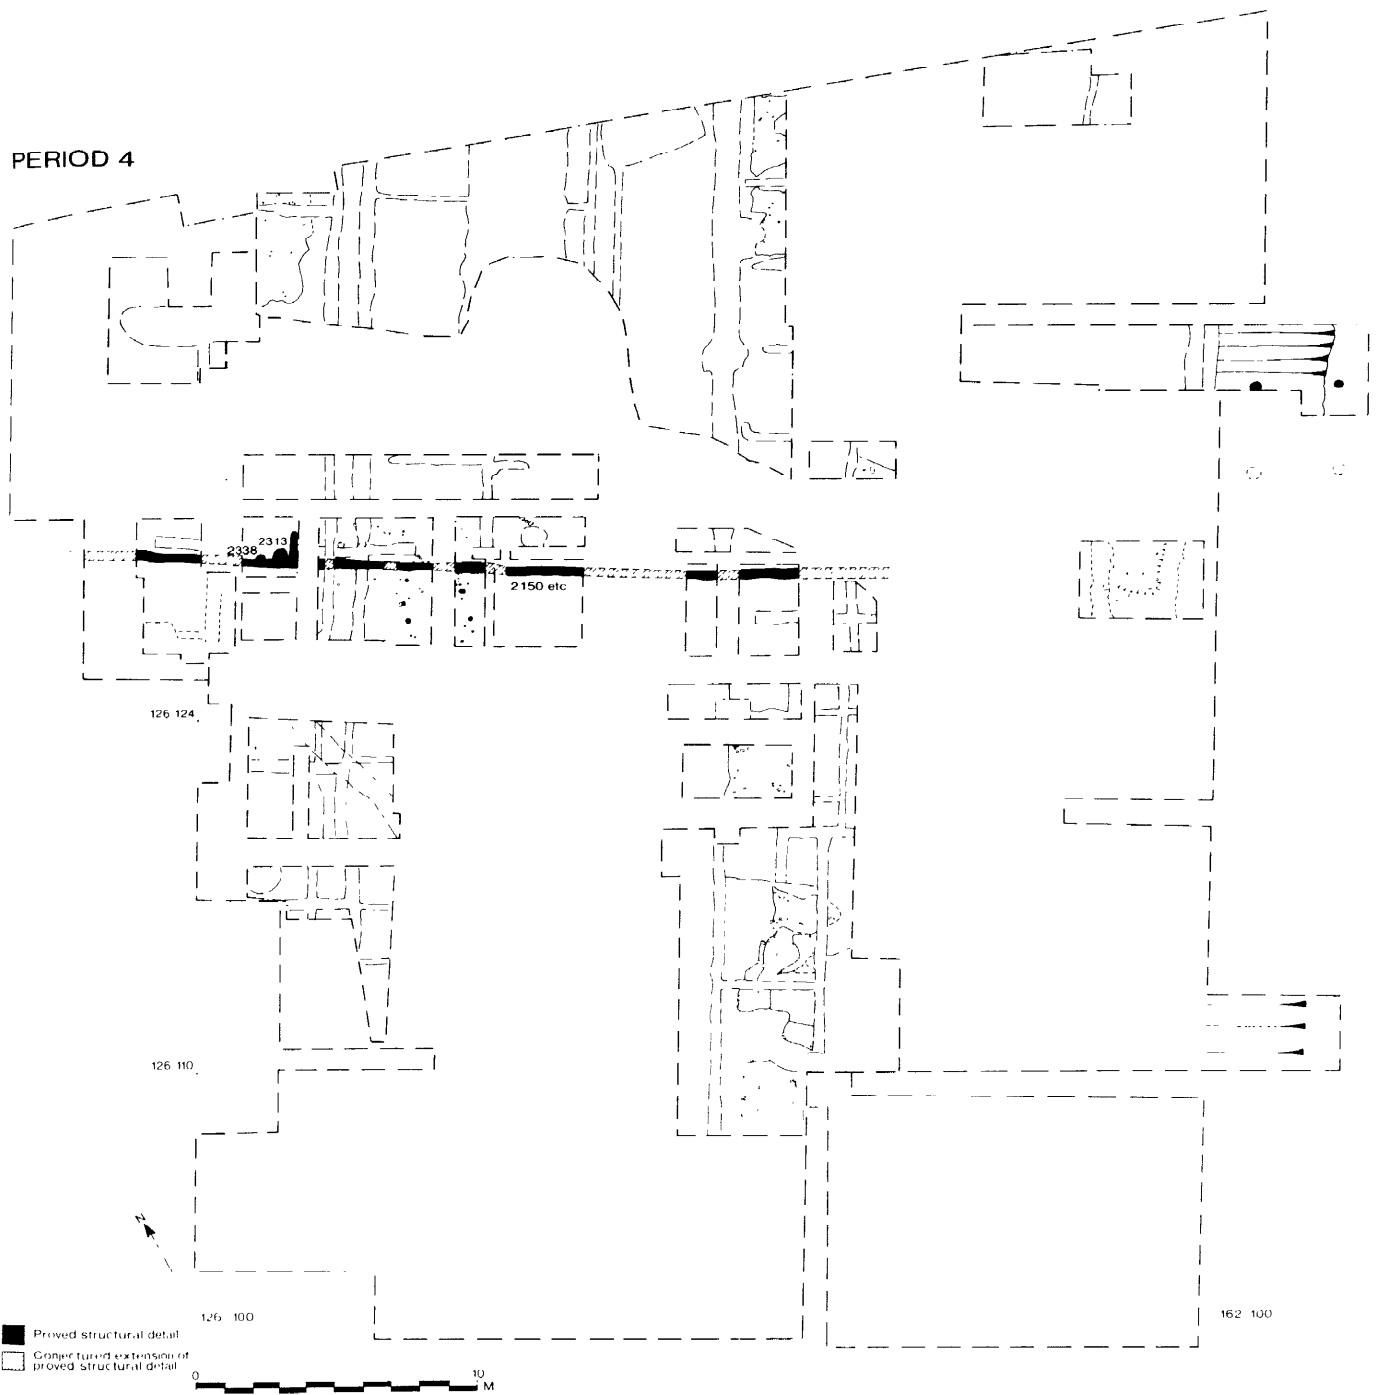 PERIOD 4
2313
2338
2150 etc
126 124
126 110
N
126 100
162 100
Proved structural detail
Conjectured extension of
proved structural detail
0 10
M